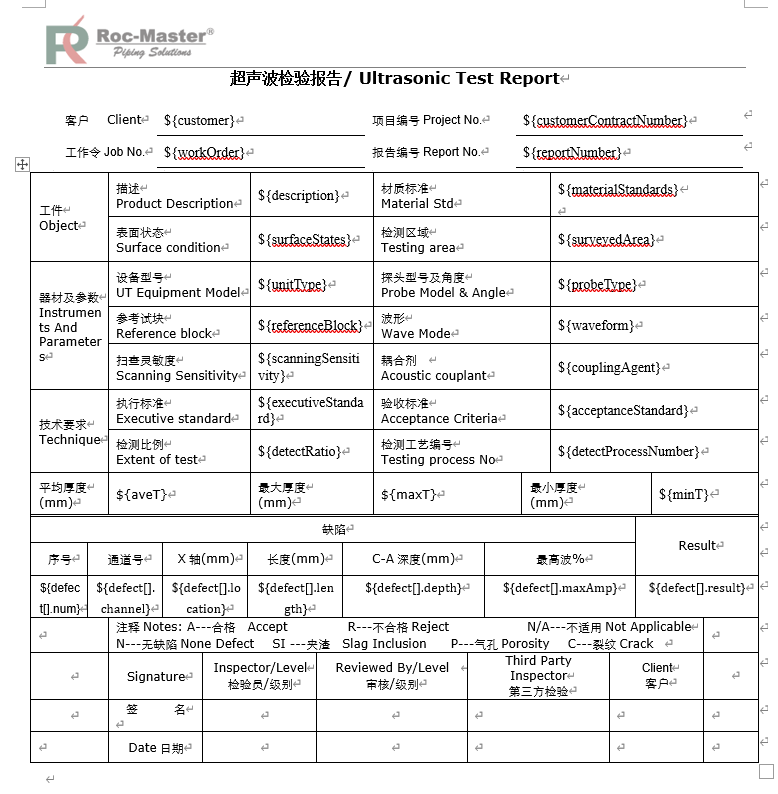 Roc-Master®
Piping Solutions
超声波检验报告/ Ultrasonic Test Report
客户 Client ${customer} 项目编号 Project No. ${customerContractNumber}
工作令 Job No. ${workOrder} 报告编号 Report No. ${reportNumber}
工件
Object
描述
Product Description
${description}
材质标准
Material Std
${materialStandards}
表面状态
Surface condition
${surfaceStates}
检测区域
Testing area
${surveyedArea}
器材及参数
Instrumen
ts And
Parameter
s
设备型号
UT Equipment Model
${unitType}
探头型号及角度
Probe Model & Angle
${probeType}
参考试块
Reference block
${referenceBlock}
波形
Wave Mode
${waveform}
扫查灵敏度
Scanning Sensitivity
${scanningSensiti
vity}
耦合剂
Acoustic couplant
${couplingAgent}
技术要求
Technique
执行标准
Executive standard
${executiveStanda
rd}
验收标准
Acceptance Criteria
${acceptanceStandard}
检测比例
Extent of test
${detectRatio}
检测工艺编号
Testing process No
${detectProcessNumber}
平均厚度
(mm)
${aveT}
最大厚度
(mm)
${maxT}
最小厚度
(mm)
${minT}
缺陷
Result
序号 通道号 X 轴(mm) 长度(mm) C-A 深度(mm) 最高波%
${defec
t[].num}
${defect[].
channel}
${defect[].lo
cation}
${defect[].len
gth}
${defect[].depth}
${defect[].maxAmp}
${defect[].result}
注释 Notes: A---合格 Accept R---不合格 Reject N/A---不适用 Not Applicable
N---无缺陷 None Defect SI ---夹渣 Slag Inclusion P---气孔 Porosity C---裂纹 Crack
Signature
Inspector/Level
检验员/级别
Reviewed By/Level
审核/级别
Third Party
Inspector
第三方检验
Client
客户
签 名
Date 日期